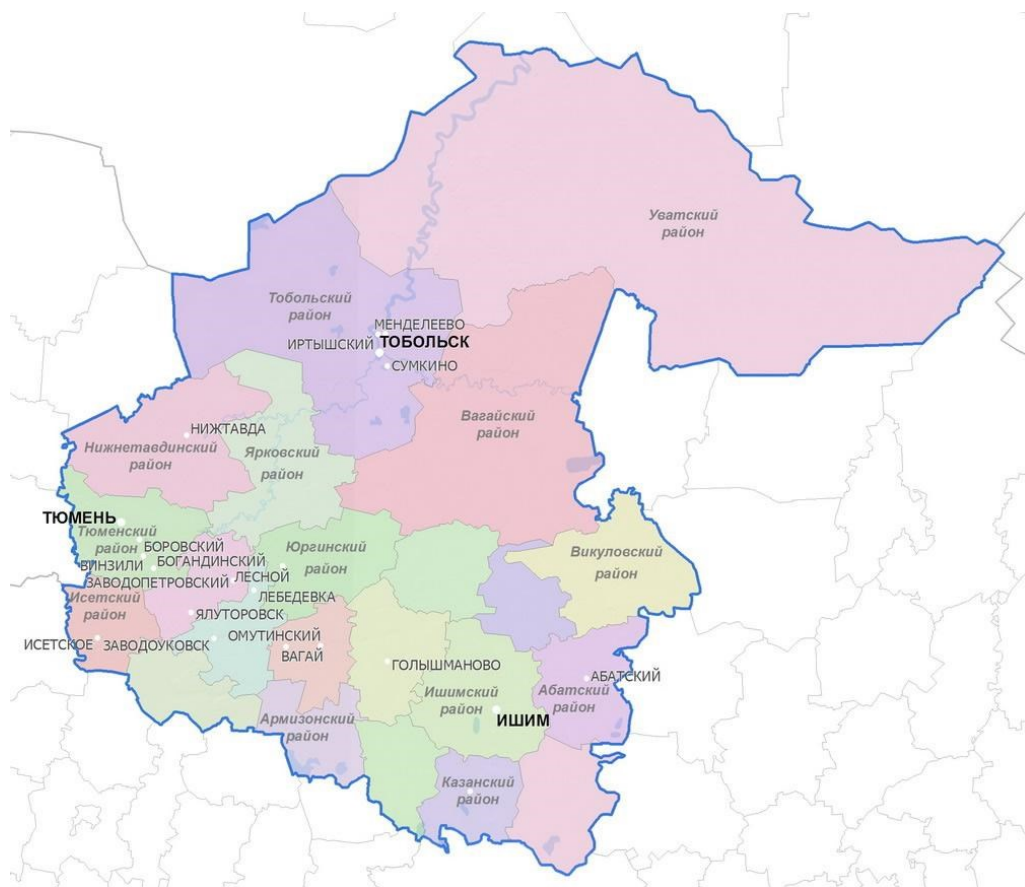 Уватский
район
Тобольский
район
МЕНДЕЛЕЕВО
ИРТЫШСКИЙ
ТОБОЛЬСК
СУМКИНО
Вагайский
район
НИЖТАВДА
Нижнетавдинский
район
Ярковский
район
ТЮМЕНЬ
Тюменский
район
БОРОВСКИЙ
ВИНЗИЛИ
БОГАНДИНСКИЙ
Юргинский
район
Викуловский
район
ЗАВОДОПЕТРОВСКИЙ
ЛЕСНОЙ
ЛЕБЕДЕВКА
Исетский
район
ЯЛУТОРОВСК
ИСЕТСКОЕ
ЗАВОДОУКОВСК
ОМУТИНСКИЙ
ВАГАЙ
ГОЛЫШМАНОВО
Ишимский
район
ИШИМ
АБАТСКИЙ
Абатский
район
Армизонский
район
Казанский
район